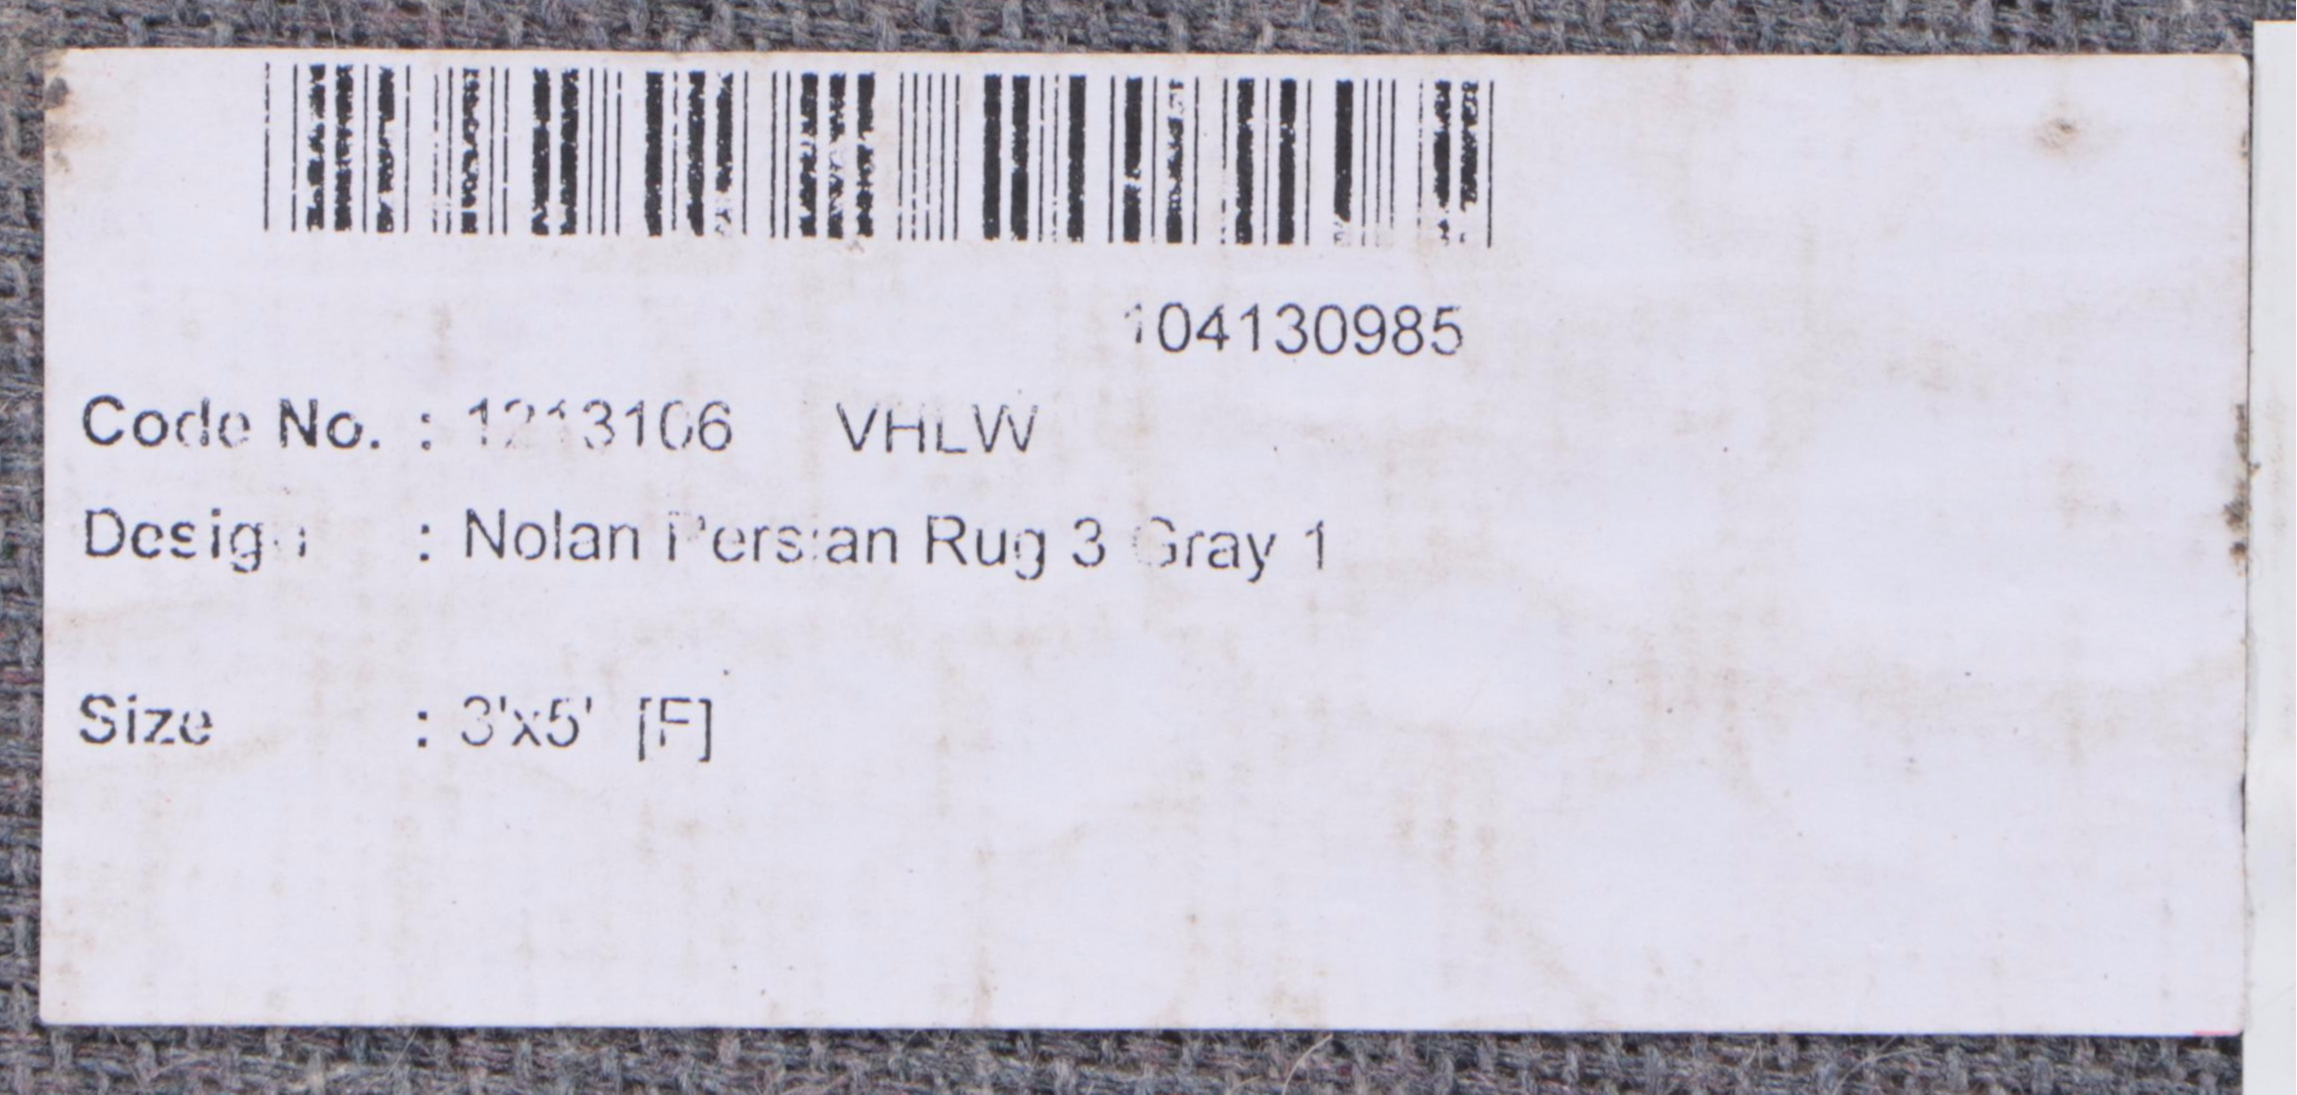 104130985
Code No. : 1213106 VHLW
Design : Nolan Persian Rug 3 Gray 1
Size : 3'x5' [F]